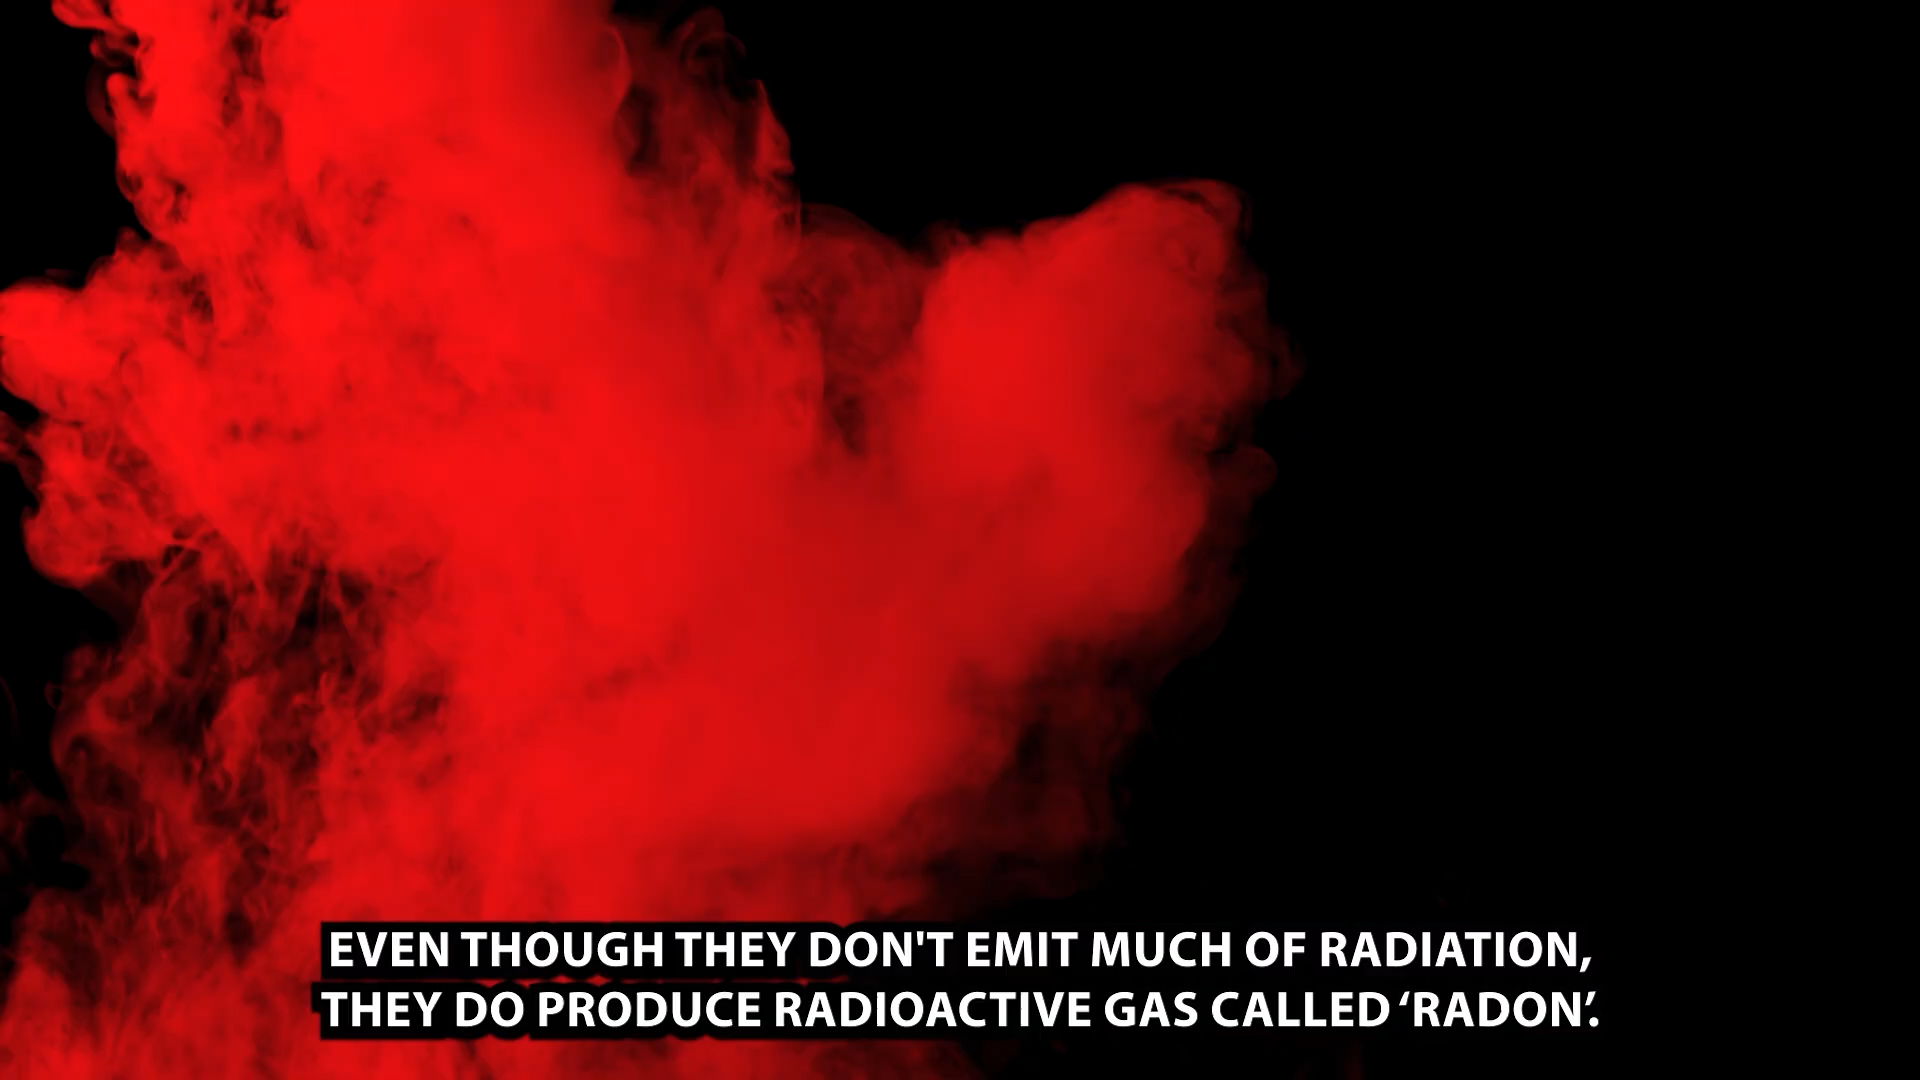 EVEN THOUGH THEY DON'T EMIT MUCH OF RADIATION,
THEY DO PRODUCE RADIOACTIVE GAS CALLED ‘RADON’.